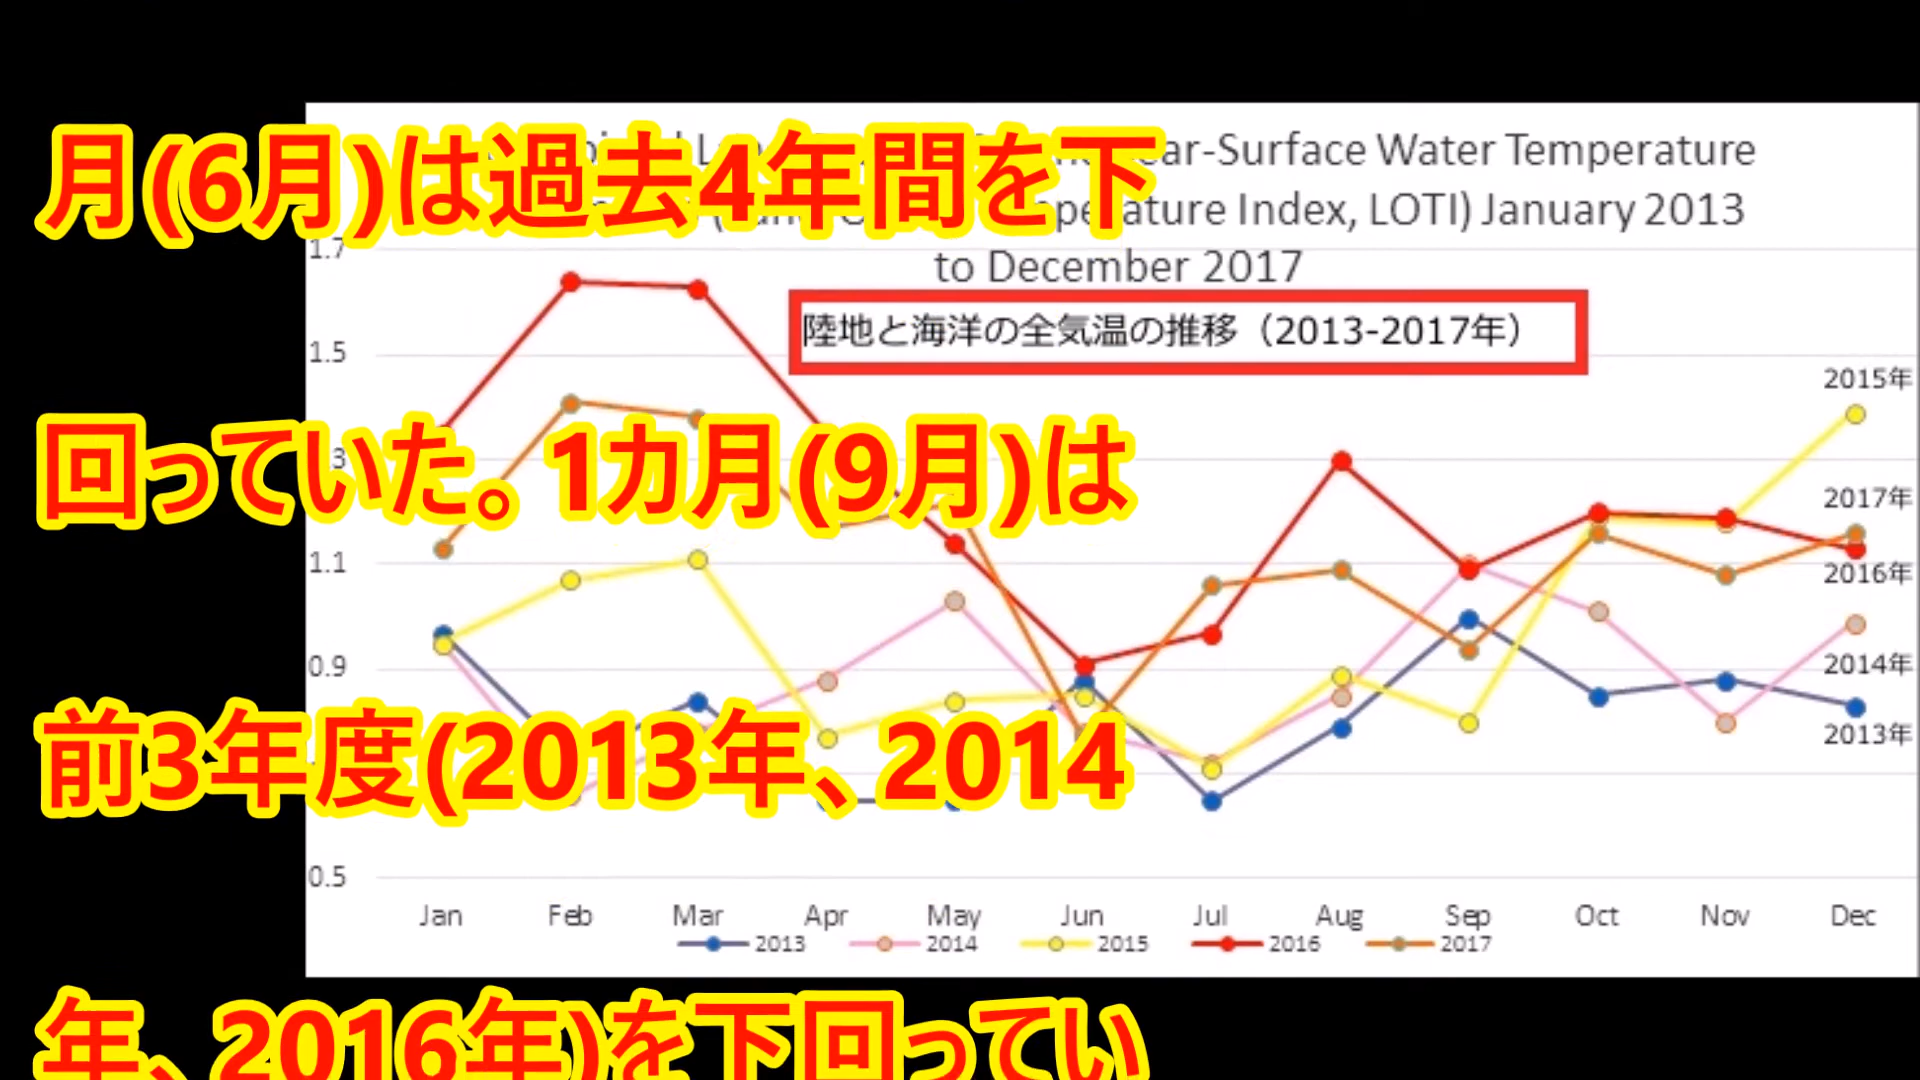 月(6月)は過去4年間を下
ear-Surface Water Temperature
perature Index, LOTI) January 2013
to December 2017
陸地と海洋の全気温の推移（2013-2017年）
回っていた。1カ月(9月)は
前3年度(2013年、2014
年、2016年)を下回ってい
1.7
1.5
1.1
0.9
0.5
2015年
2017年
2016年
2014年
2013年
Jan Feb Mar Apr May Jun Jul Aug Sep Oct Nov Dec
2013 2014 2015 2016 2017